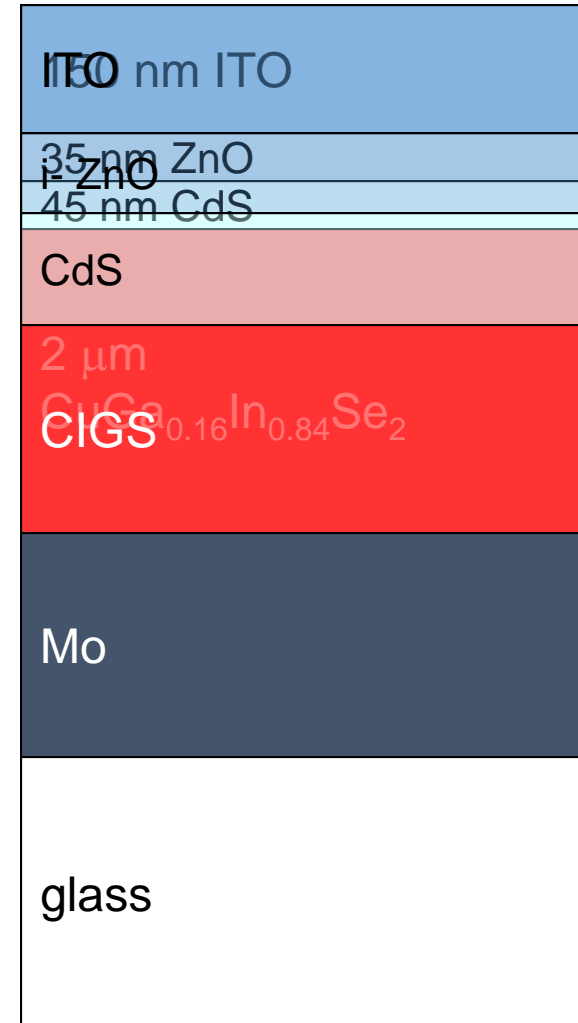 ITO
150 nm ITO
35 nm ZnO
i- ZnO
45 nm CdS
CdS
2 μm
CuGa0.16In0.84Se2
CIGS
Mo
glass